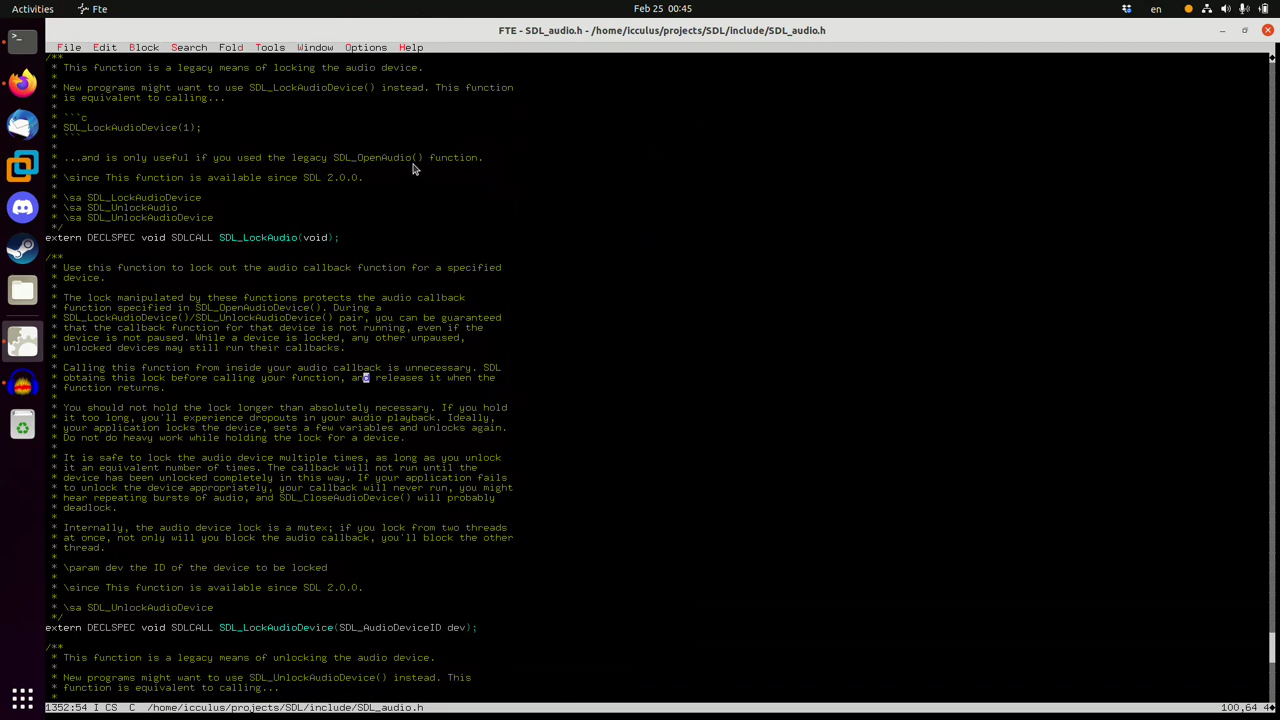 Activities
Fte
Feb 25 00:45
en
FTE - SDL_audio.h - /home/icculus/projects/SDL/include/SDL_audio.h
File Edit Block Search Fold Tools Window Options Help
/**
 * This function is a legacy means of locking the audio device.
 *
 * New programs might want to use SDL_LockAudioDevice() instead. This function
 * is equivalent to calling...
 *
 * ```c
 * SDL_LockAudioDevice(1);
 * ```
 *
 * ...and is only useful if you used the legacy SDL_OpenAudio() function.
 *
 * \since This function is available since SDL 2.0.0.
 *
 * \sa SDL_LockAudioDevice
 * \sa SDL_UnlockAudio
 * \sa SDL_UnlockAudioDevice
 */
extern DECLSPEC void SDLCALL SDL_LockAudio(void);
/**
 * Use this function to lock out the audio callback function for a specified
 * device.
 *
 * The lock manipulated by these functions protects the audio callback
 * function specified in SDL_OpenAudioDevice(). During a
 * SDL_LockAudioDevice()/SDL_UnlockAudioDevice() pair, you can be guaranteed
 * that the callback function for that device is not running, even if the
 * device is not paused. While a device is locked, any other unpaused,
 * unlocked devices may still run their callbacks.
 *
 * Calling this function from inside your audio callback is unnecessary. SDL
 * obtains this lock before calling your function, and releases it when the
 * function returns.
 *
 * You should not hold the lock longer than absolutely necessary. If you hold
 * it too long, you'll experience dropouts in your audio playback. Ideally,
 * your application locks the device, sets a few variables and unlocks again.
 * Do not do heavy work while holding the lock for a device.
 *
 * It is safe to lock the audio device multiple times, as long as you unlock
 * it an equivalent number of times. The callback will not run until the
 * device has been unlocked completely in this way. If your application fails
 * to unlock the device appropriately, your callback will never run, you might
 * hear repeating bursts of audio, and SDL_CloseAudioDevice() will probably
 * deadlock.
 *
 * Internally, the audio device lock is a mutex; if you lock from two threads
 * at once, not only will you block the audio callback, you'll block the other
 * thread.
 *
 * \param dev the ID of the device to be locked
 *
 * \since This function is available since SDL 2.0.0.
 *
 * \sa SDL_UnlockAudioDevice
 */
extern DECLSPEC void SDLCALL SDL_LockAudioDevice(SDL_AudioDeviceID dev);
/**
 * This function is a legacy means of unlocking the audio device.
 *
 * New programs might want to use SDL_UnlockAudioDevice() instead. This
 * function is equivalent to calling...
 *
1352:54 I CS C /home/icculus/projects/SDL/include/SDL_audio.h 100,64 4